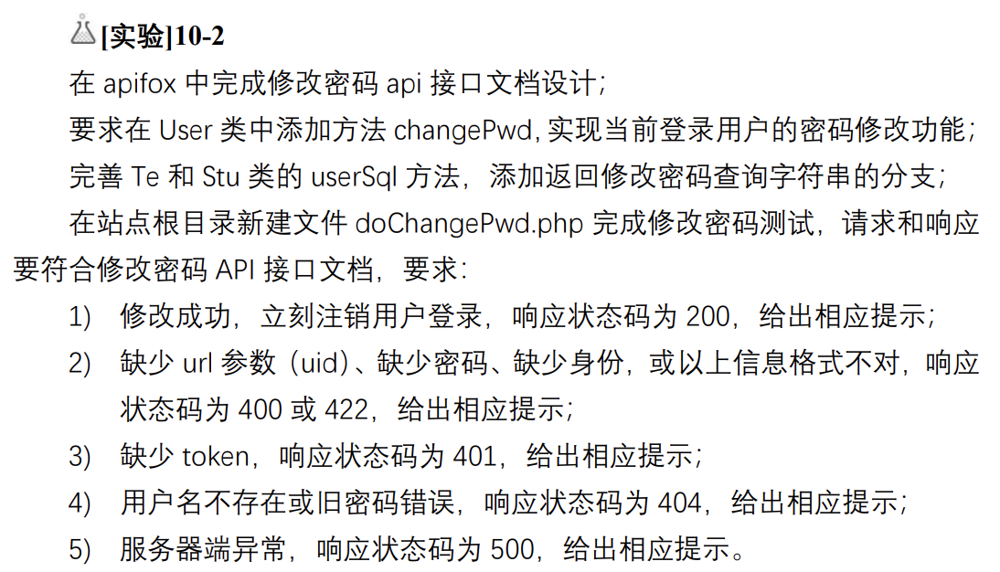 [实验]10-2
在 apifox 中完成修改密码 api 接口文档设计；
要求在 User 类中添加方法 changePwd，实现当前登录用户的密码修改功能；
完善 Te 和 Stu 类的 userSql 方法，添加返回修改密码查询字符串的分支；
在站点根目录新建文件 doChangePwd.php 完成修改密码测试，请求和响应
要符合修改密码 API 接口文档，要求：
1) 修改成功，立刻注销用户登录，响应状态码为 200，给出相应提示；
2) 缺少 url 参数（uid）、缺少密码、缺少身份，或以上信息格式不对，响应
状态码为 400 或 422，给出相应提示；
3) 缺少 token，响应状态码为 401，给出相应提示；
4) 用户名不存在或旧密码错误，响应状态码为 404，给出相应提示；
5) 服务器端异常，响应状态码为 500，给出相应提示。